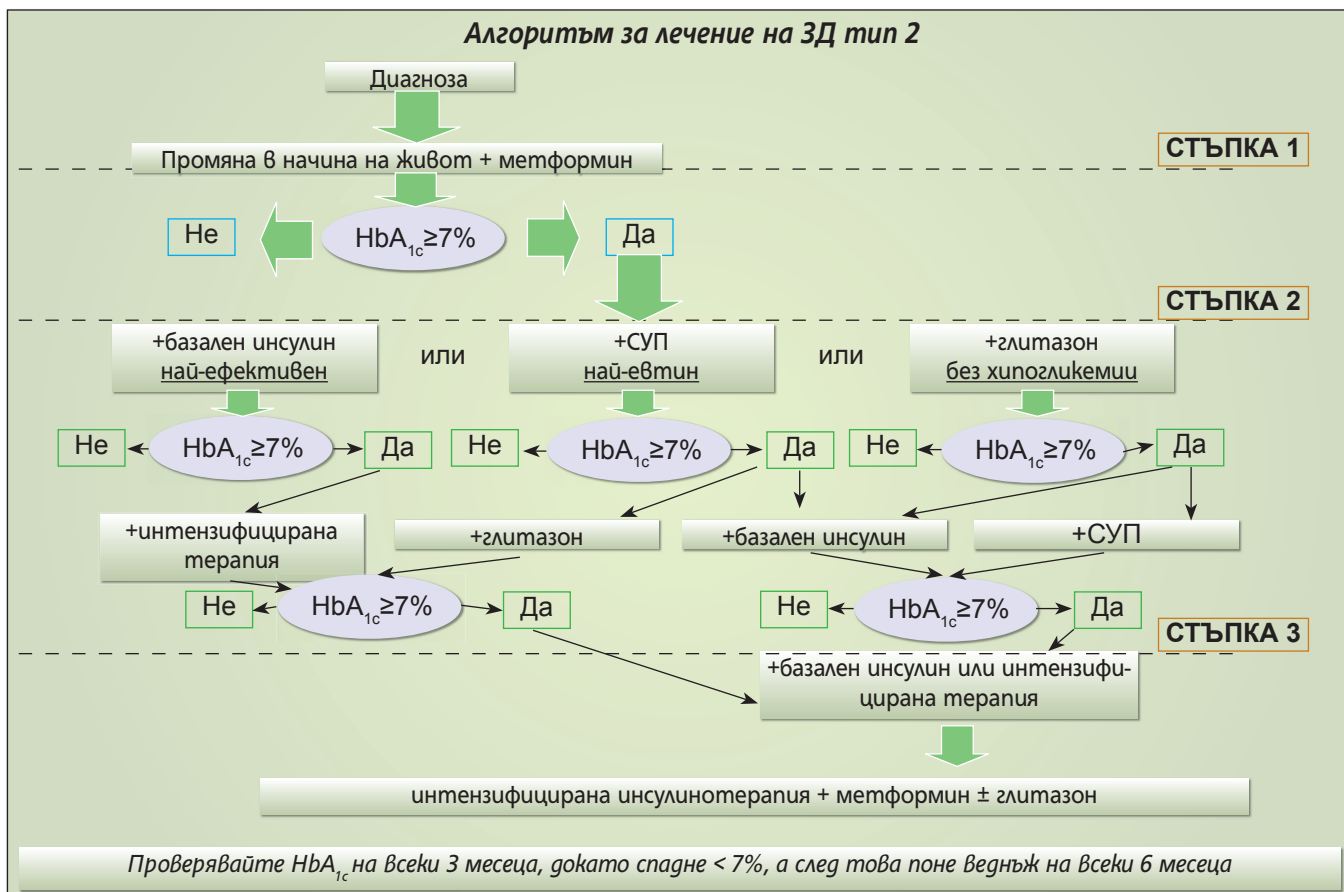 Алгоритъм за лечение на ЗД тип 2
Диагноза
Промяна в начина на живот + метформин
СТЪПКА 1
Не
HbA1c≥7%
Да
СТЪПКА 2
+базален инсулин
най-ефективен
или
+СУП
най-евтин
или
+глитазон
без хипогликемии
Не
HbA1c≥7%
Да
Не
HbA1c≥7%
Да
Не
HbA1c≥7%
Да
+интензифицирана
терапия
+глитазон
+базален инсулин
+СУП
Не
HbA1c≥7%
Да
Не
HbA1c≥7%
Да
СТЪПКА 3
+базален инсулин или интензифи-
цирана терапия
интензифицирана инсулинотерапия + метформин ± глитазон
Проверявайте HbA1c на всеки 3 месеца, докато спадне < 7%, а след това поне веднъж на всеки 6 месеца